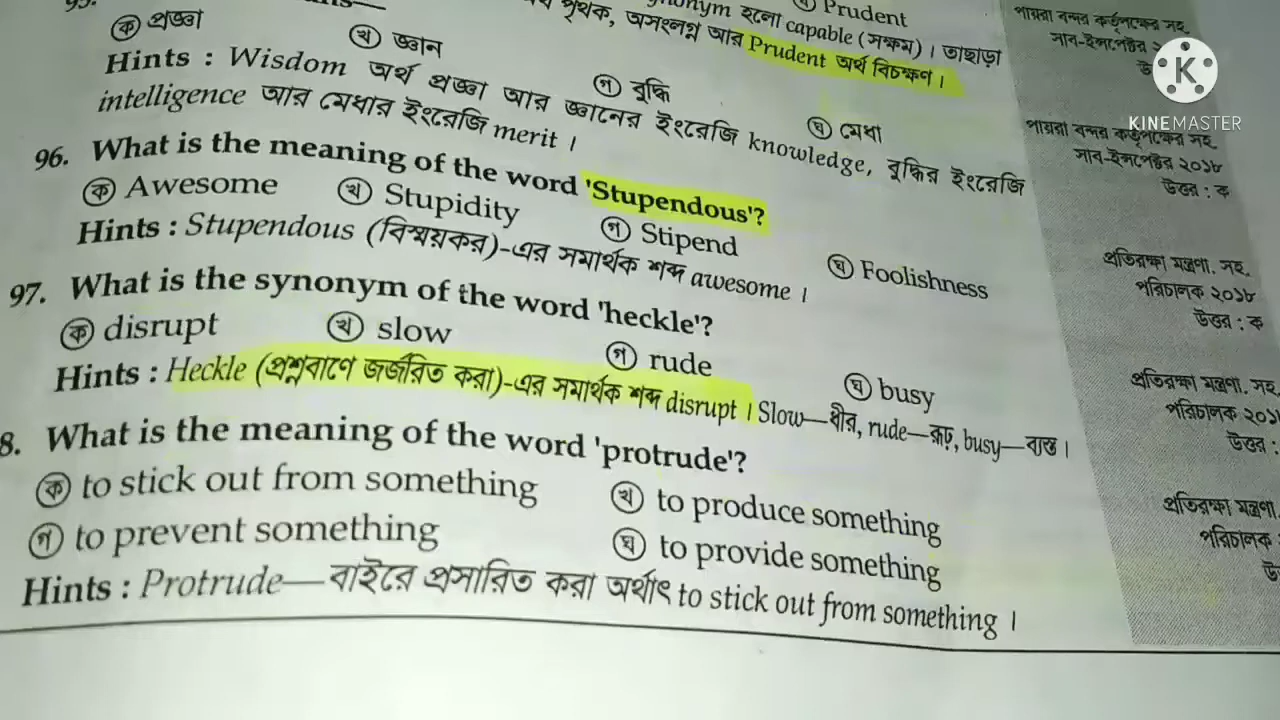 95.
ⓘ Prudent
হলো capable (সক্ষম) । তাছাড়া
পৃথক, অসংলগ্ন আর Prudent অর্থ বিচক্ষণ ।
পায়রা বন্দর কর্তৃপক্ষের সহ.
ক প্রজ্ঞা খ জ্ঞান গ বুদ্ধি ঘ মেধা
Hints : Wisdom অর্থ প্রজ্ঞা আর জ্ঞানের ইংরেজি knowledge, বুদ্ধির ইংরেজি
intelligence আর মেধার ইংরেজি merit ।
পায়রা বন্দর কর্তৃপক্ষের সহ.
সাব-ইন্সপেক্টর ২০১৮
উত্তর : ক
96. What is the meaning of the word 'Stupendous'?
ক Awesome খ Stupidity গ Stipend ঘ Foolishness
Hints : Stupendous (বিস্ময়কর)-এর সমার্থক শব্দ awesome ।
প্রতিরক্ষা মন্ত্রণা. সহ.
পরিচালক ২০১৮
উত্তর : ক
97. What is the synonym of the word 'heckle'?
ক disrupt খ slow গ rude ঘ busy
Hints : Heckle (প্রশ্নবাণে জর্জরিত করা)-এর সমার্থক শব্দ disrupt । Slow—ধীর, rude—রূঢ়, busy—ব্যস্ত ।
প্রতিরক্ষা মন্ত্রণা. সহ
পরিচালক
উত্তর :
8. What is the meaning of the word 'protrude'?
ক to stick out from something খ to produce something
গ to prevent something ঘ to provide something
Hints : Protrude—বাইরে প্রসারিত করা অর্থাৎ to stick out from something ।
প্রতিরক্ষা মন্ত্রণা.
পরিচালক
K
KINEMASTER